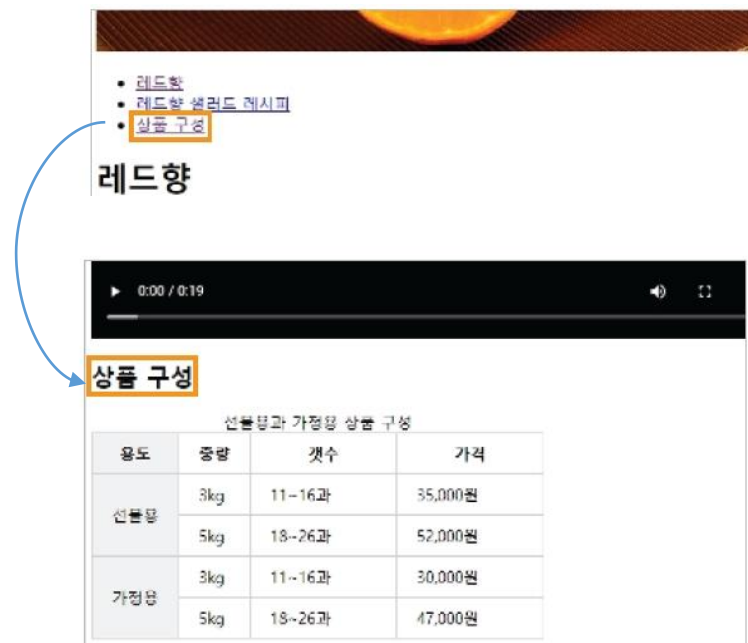 레드향
레드향 샐러드 레시피
상품 구성
레드향
0:00 / 0:19
상품 구성
선물용과 가정용 상품 구성
용도 중량 갯수 가격
선물용 3kg 11~16과 35,000원
5kg 18~26과 52,000원
가정용 3kg 11~16과 30,000원
5kg 18~26과 47,000원